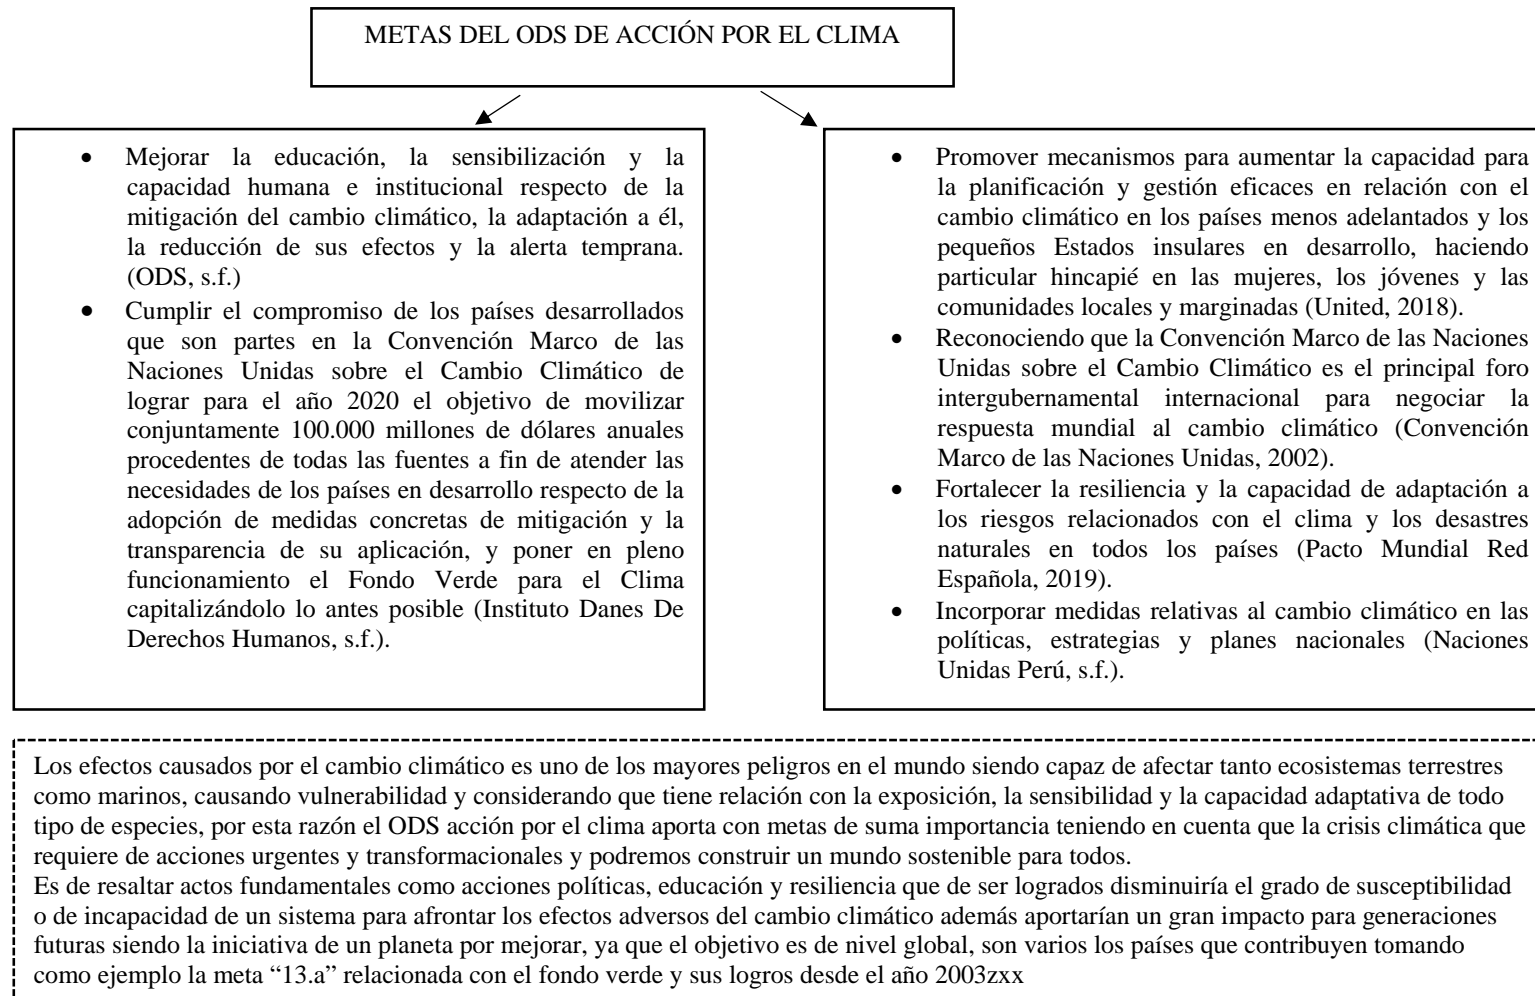 METAS DEL ODS DE ACCIÓN POR EL CLIMA
• Mejorar la educación, la sensibilización y la
capacidad humana e institucional respecto de la
mitigación del cambio climático, la adaptación a él,
la reducción de sus efectos y la alerta temprana.
(ODS, s.f.)
• Cumplir el compromiso de los países desarrollados
que son partes en la Convención Marco de las
Naciones Unidas sobre el Cambio Climático de
lograr para el año 2020 el objetivo de movilizar
conjuntamente 100.000 millones de dólares anuales
procedentes de todas las fuentes a fin de atender las
necesidades de los países en desarrollo respecto de la
adopción de medidas concretas de mitigación y la
transparencia de su aplicación, y poner en pleno
funcionamiento el Fondo Verde para el Clima
capitalizándolo lo antes posible (Instituto Danes De
Derechos Humanos, s.f.).
• Promover mecanismos para aumentar la capacidad para
la planificación y gestión eficaces en relación con el
cambio climático en los países menos adelantados y los
pequeños Estados insulares en desarrollo, haciendo
particular hincapié en las mujeres, los jóvenes y las
comunidades locales y marginadas (United, 2018).
• Reconociendo que la Convención Marco de las Naciones
Unidas sobre el Cambio Climático es el principal foro
intergubernamental internacional para negociar la
respuesta mundial al cambio climático (Convención
Marco de las Naciones Unidas, 2002).
• Fortalecer la resiliencia y la capacidad de adaptación a
los riesgos relacionados con el clima y los desastres
naturales en todos los países (Pacto Mundial Red
Española, 2019).
• Incorporar medidas relativas al cambio climático en las
políticas, estrategias y planes nacionales (Naciones
Unidas Perú, s.f.).
Los efectos causados por el cambio climático es uno de los mayores peligros en el mundo siendo capaz de afectar tanto ecosistemas terrestres
como marinos, causando vulnerabilidad y considerando que tiene relación con la exposición, la sensibilidad y la capacidad adaptativa de todo
tipo de especies, por esta razón el ODS acción por el clima aporta con metas de suma importancia teniendo en cuenta que la crisis climática que
requiere de acciones urgentes y transformacionales y podremos construir un mundo sostenible para todos.
Es de resaltar actos fundamentales como acciones políticas, educación y resiliencia que de ser logrados disminuiría el grado de susceptibilidad
o de incapacidad de un sistema para afrontar los efectos adversos del cambio climático además aportarían un gran impacto para generaciones
futuras siendo la iniciativa de un planeta por mejorar, ya que el objetivo es de nivel global, son varios los países que contribuyen tomando
como ejemplo la meta “13.a” relacionada con el fondo verde y sus logros desde el año 2003zxx